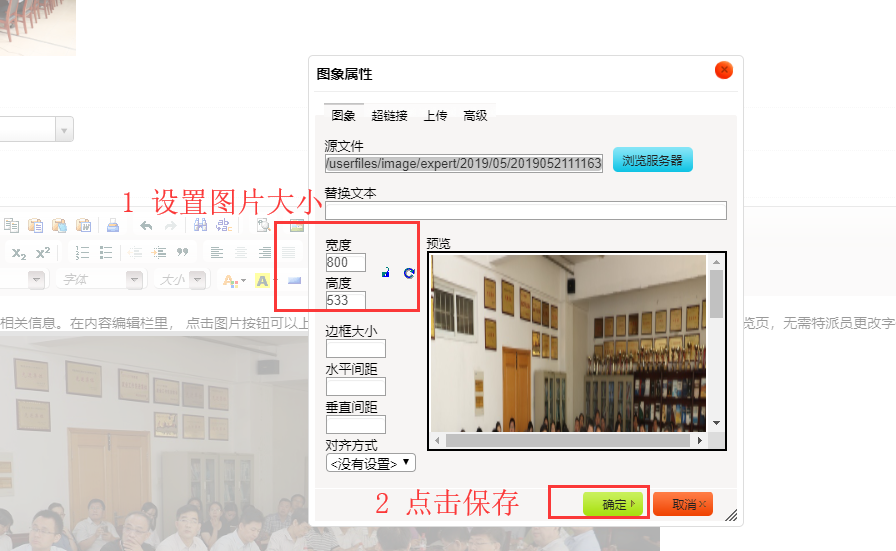 图象属性
图象 超链接 上传 高级
源文件
/userfiles/image/expert/2019/05/2019052111163
浏览服务器
1 设置图片大小
替换文本
宽度
800
高度
533
预览
字体
大小
相关信息。在内容编辑栏里， 点击图片按钮可以上
览页，无需特派员更改字
边框大小
水平间距
垂直间距
对齐方式
<没有设置>
2 点击保存
确定
取消